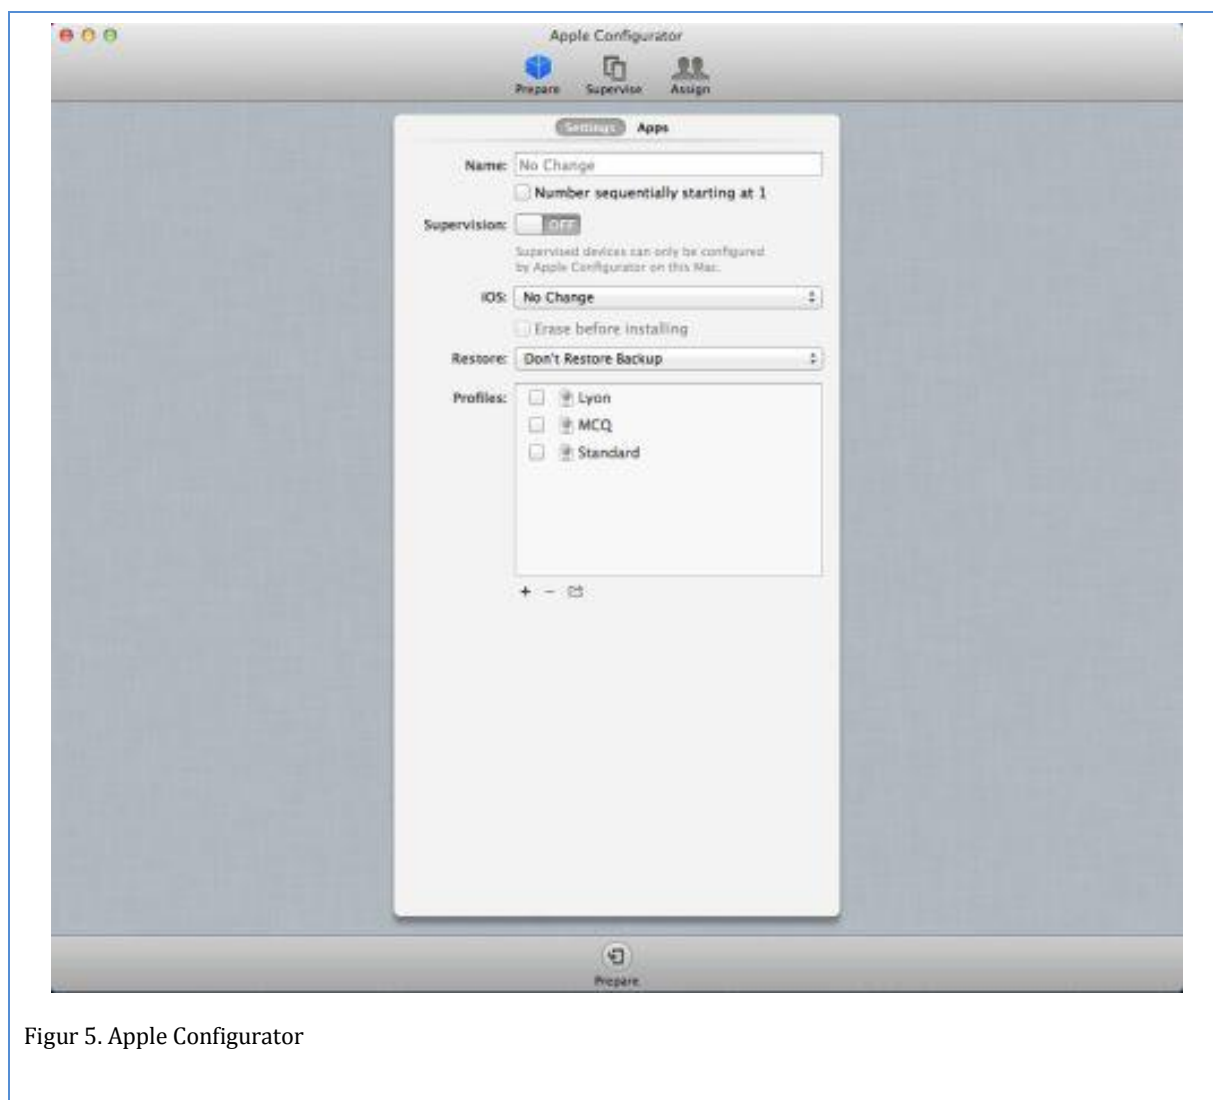 Apple Configurator
Prepare Supervise Assign
Settings Apps
Name: No Change
Number sequentially starting at 1
Supervision: OFF
Supervised devices can only be configured
by Apple Configurator on this Mac.
iOS: No Change
Erase before installing
Restore: Don't Restore Backup
Profiles: Lyon
MCQ
Standard
Prepare
Figur 5. Apple Configurator